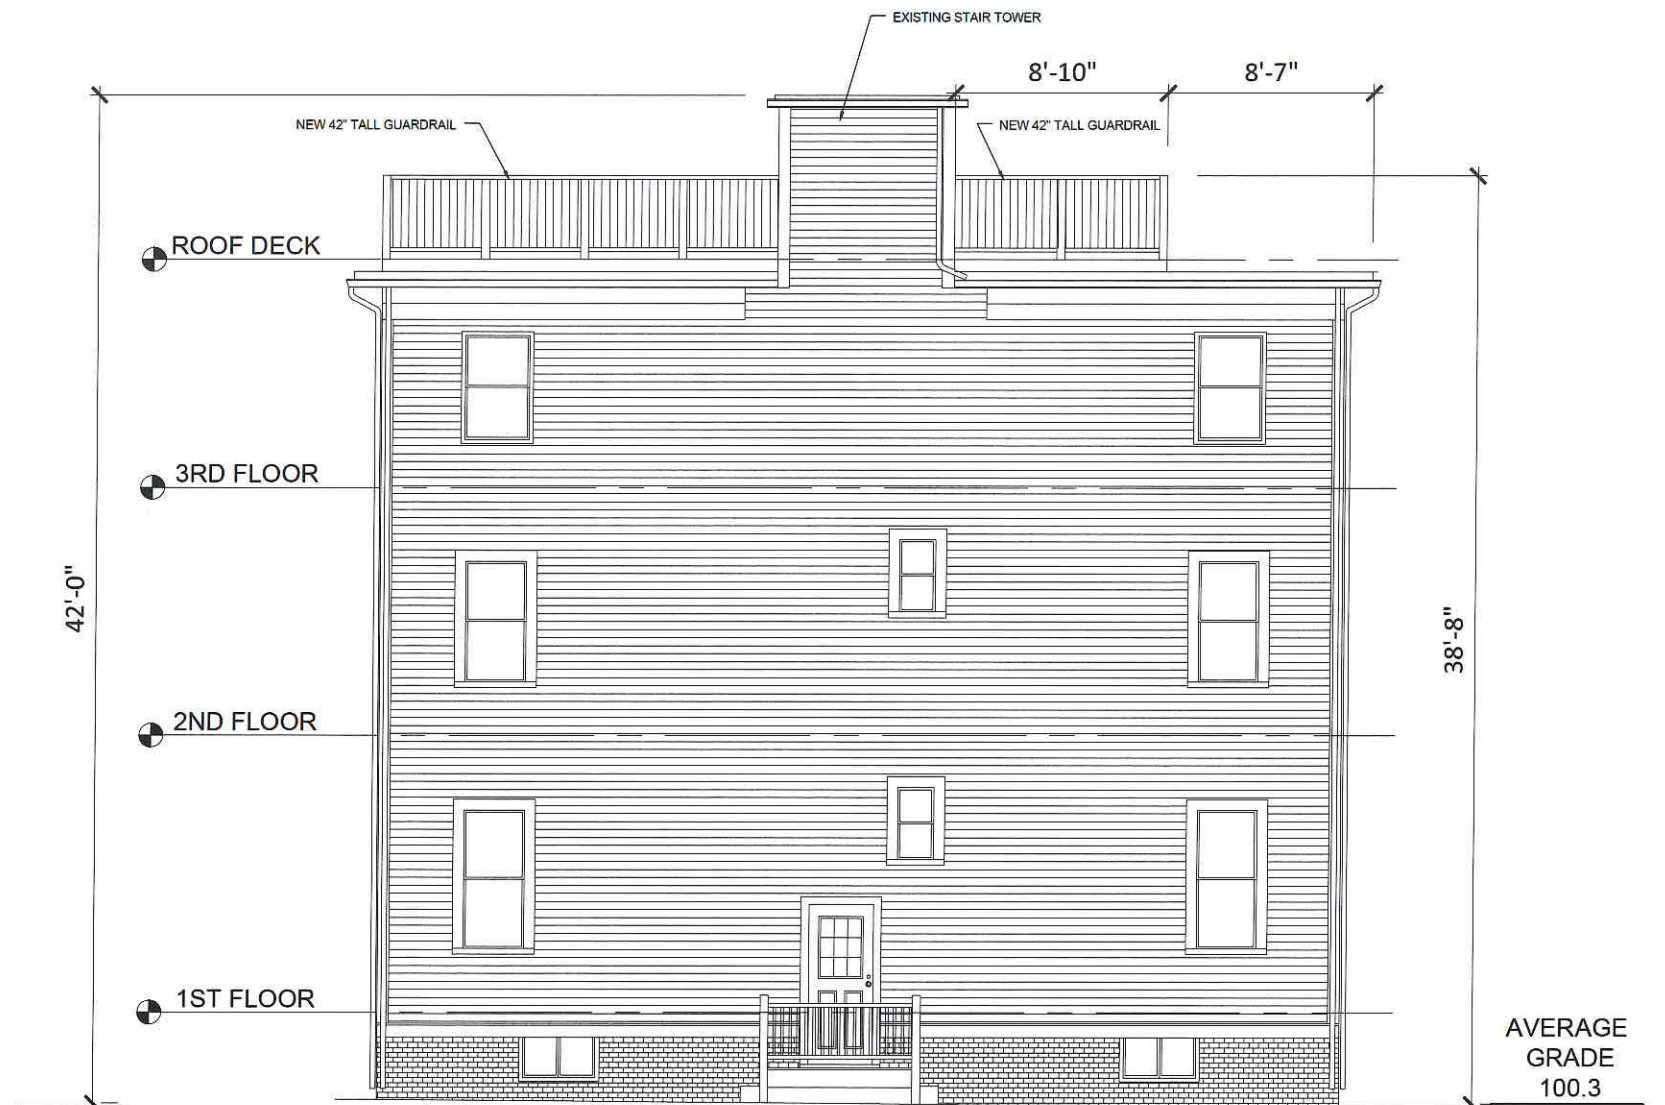 EXISTING STAIR TOWER
8'-10"
8'-7"
NEW 42" TALL GUARDRAIL
NEW 42" TALL GUARDRAIL
ROOF DECK
3RD FLOOR
42'-0"
38'-8"
2ND FLOOR
1ST FLOOR
AVERAGE
GRADE
100.3